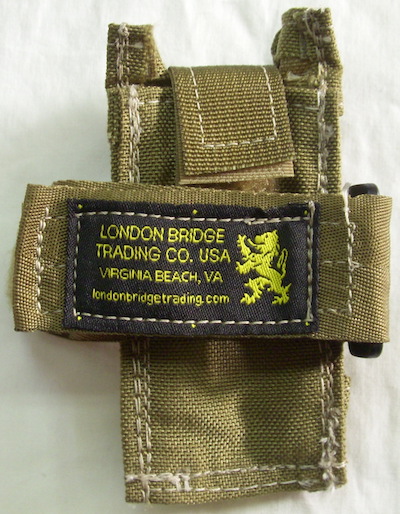 LONDON BRIDGE
TRADING CO. USA
VIRGINIA BEACH, VA
londonbridgetrading.com